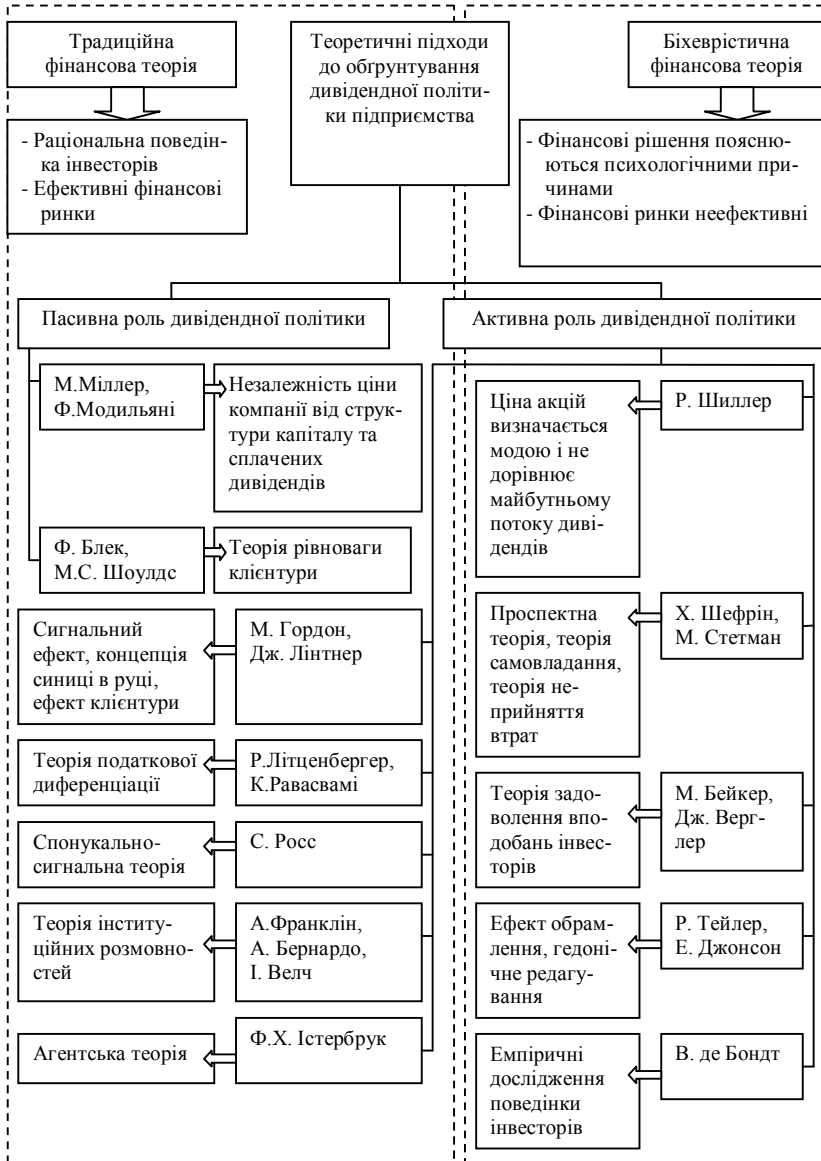 Традиційна
фінансова теорія
Теоретичні підходи
до обґрунтування
дивідендної політи-
ки підприємства
Біхеврістична
фінансова теорія
- Раціональна поведін-
ка інвесторів
- Ефективні фінансові
ринки
- Фінансові рішення поясню-
ються психологічними при-
чинами
- Фінансові ринки неефективні
Пасивна роль дивідендної політики
Активна роль дивідендної політики
М.Міллер,
Ф.Модильяні
Незалежність ціни
компанії від струк-
тури капіталу та
сплачених
дивідендів
Ф. Блек,
М.С. Шоулдс
Теорія рівноваги
клієнтури
Сигнальний
ефект, концепція
синиці в руці,
ефект клієнтури
М. Гордон,
Дж. Лінтнер
Теорія податкової
диференціації
Р.Літценбергер,
К.Равасвамі
Спонукально-
сигнальна теорія
С. Росс
Теорія інститу-
ційних розмовно-
стей
А.Франклін,
А. Бернардо,
І. Велч
Агентська теорія
Ф.Х. Істербрук
Ціна акцій
визначається
модою і не
дорівнює
майбутньому
потоку диві-
дендів
Р. Шиллер
Проспектна
теорія, теорія
самовладання,
теорія не-
прийняття
втрат
Х. Шефрін,
М. Стетман
Теорія задо-
волення впо-
добань інвес-
торів
М. Бейкер,
Дж. Верг-
лер
Ефект обрам-
лення, гедоні-
чне редагу-
вання
Р. Тейлер,
Е. Джонсон
Емпіричні
дослідження
поведінки
інвесторів
В. де Бондт